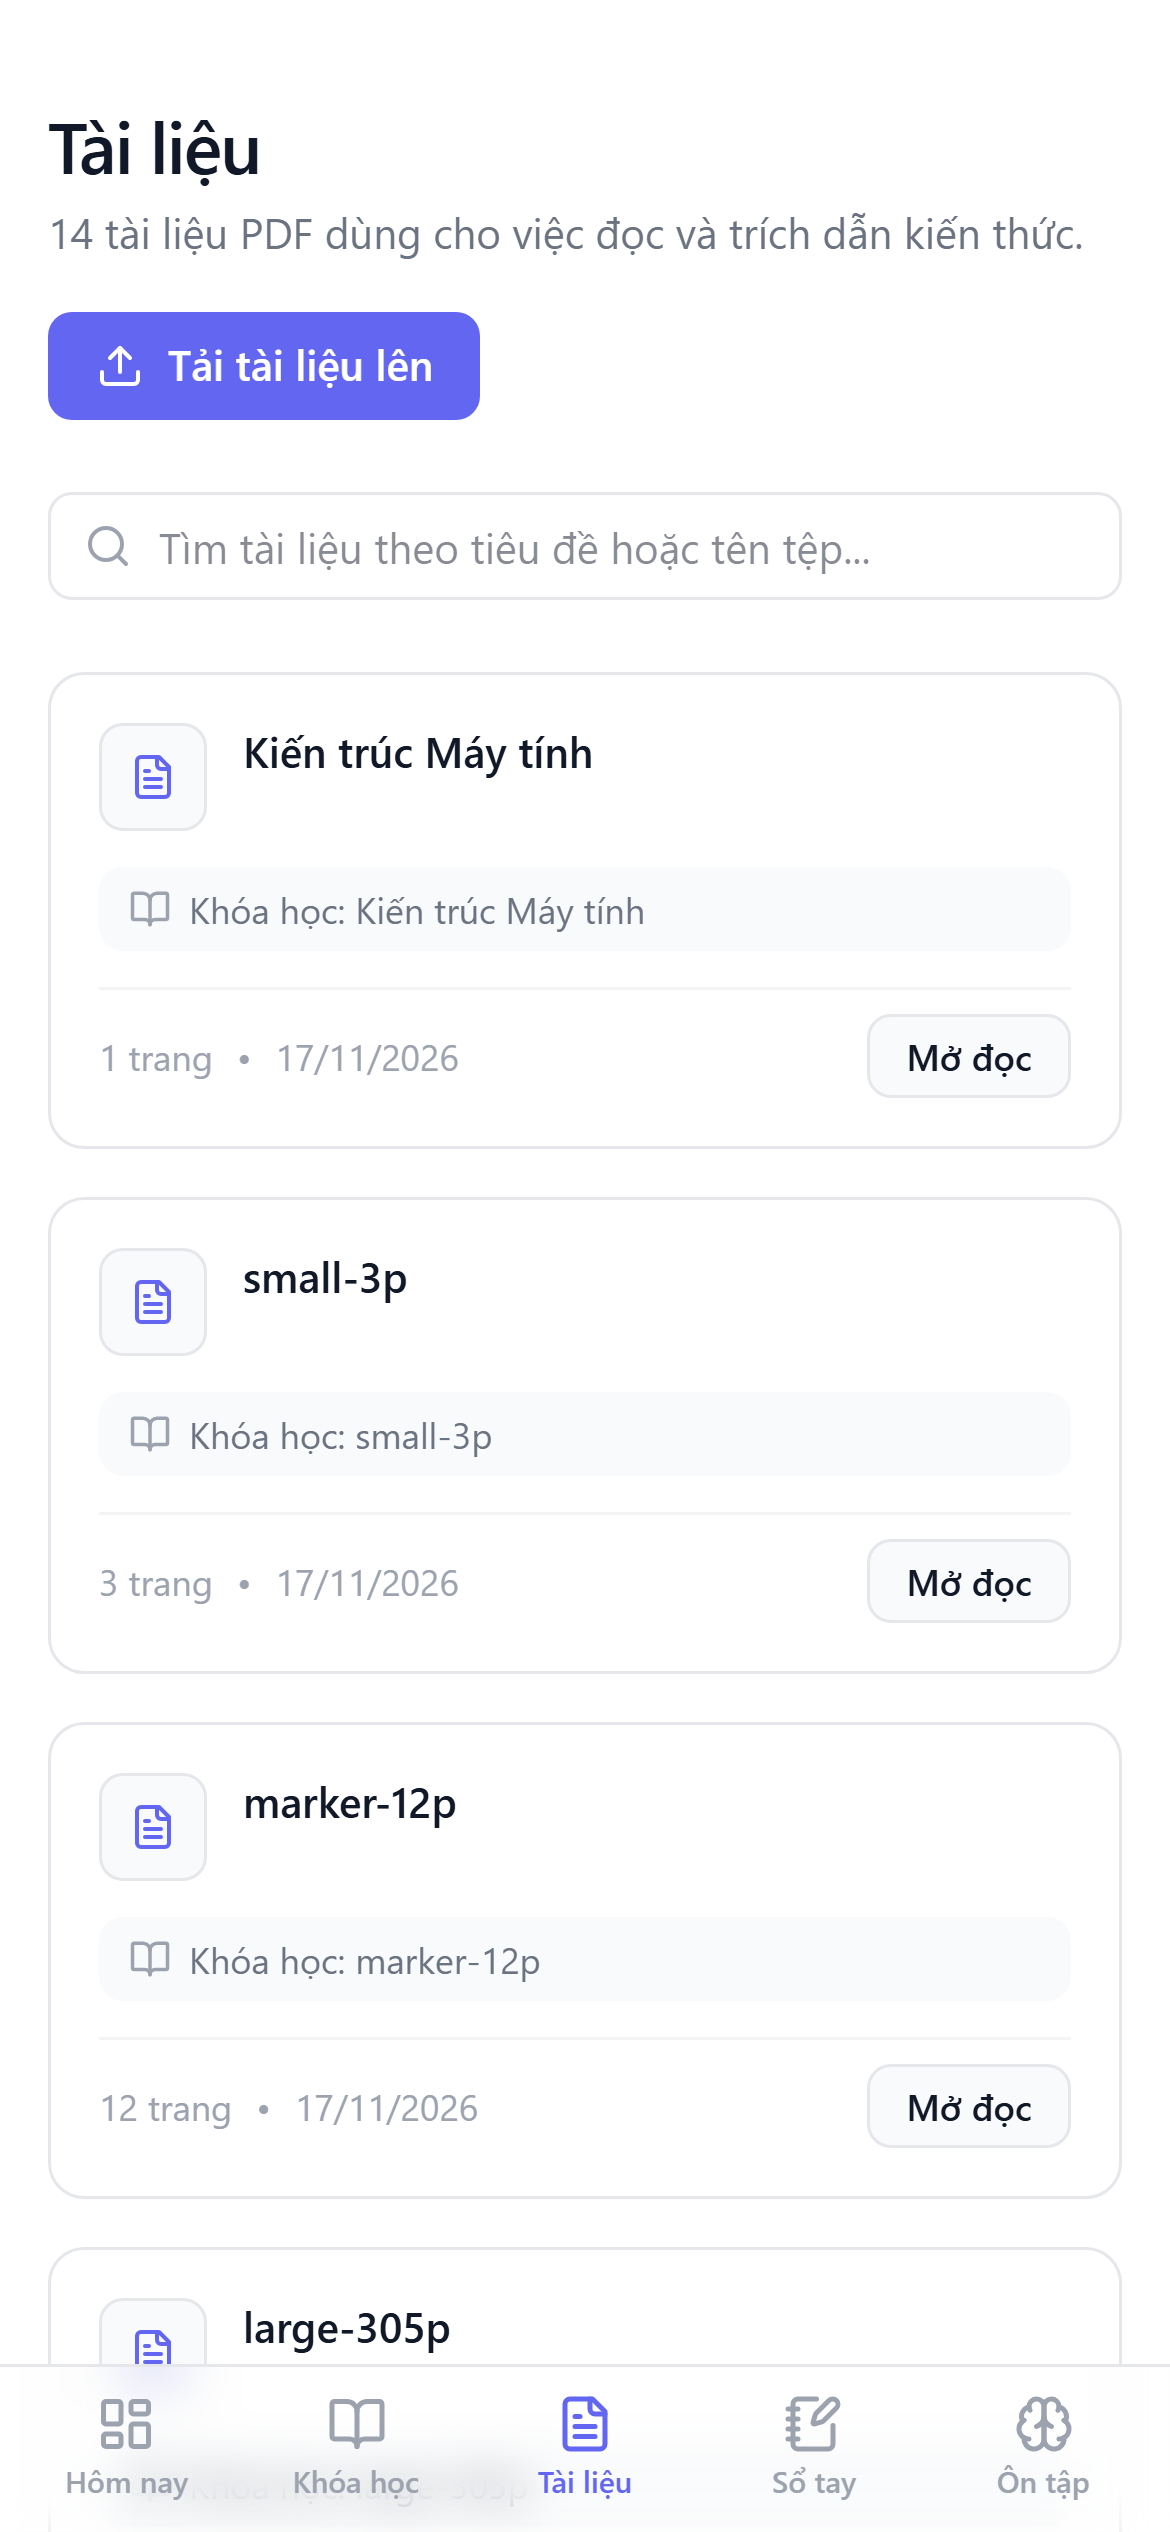 Tài liệu
14 tài liệu PDF dùng cho việc đọc và trích dẫn kiến thức.
Tải tài liệu lên
Tìm tài liệu theo tiêu đề hoặc tên tệp...
Kiến trúc Máy tính
Khóa học: Kiến trúc Máy tính
1 trang • 17/11/2026
Mở đọc
small-3p
Khóa học: small-3p
3 trang • 17/11/2026
Mở đọc
marker-12p
Khóa học: marker-12p
12 trang • 17/11/2026
Mở đọc
large-305p
Hôm nay
Khóa học
Tài liệu
Sổ tay
Ôn tập